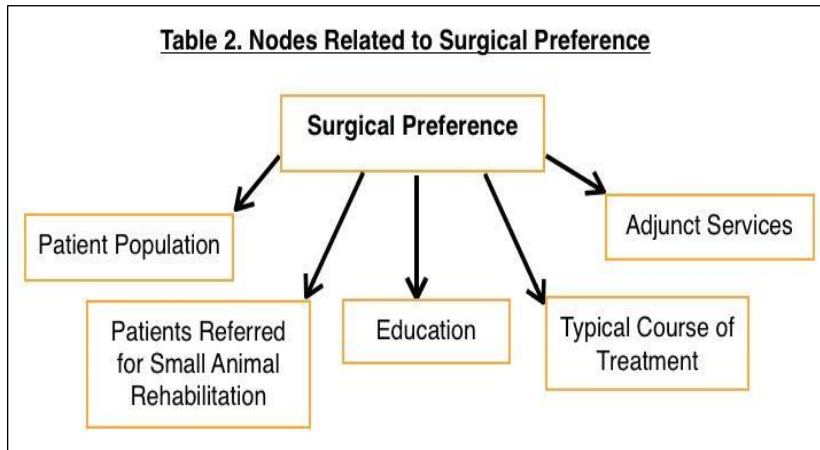 Table 2. Nodes Related to Surgical Preference
Surgical Preference
Patient Population
Adjunct Services
Patients Referred
for Small Animal
Rehabilitation
Education
Typical Course of
Treatment